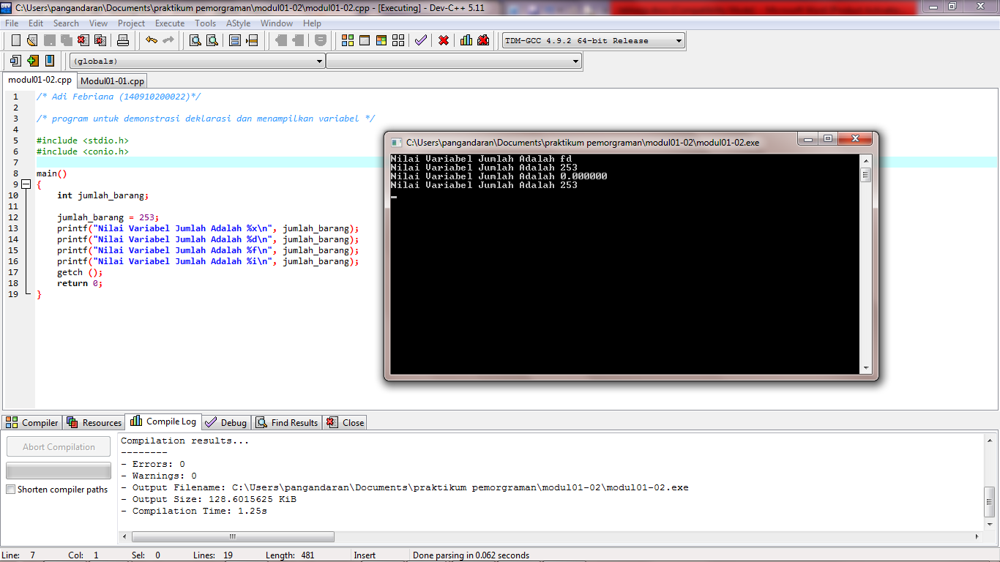 C:\Users\pangandaran\Documents\praktikum pemorgraman\modul01-02\modul01-02.cpp - [Executing] - Dev-C++ 5.11
File Edit Search View Project Execute Tools AStyle Window Help
TDM-GCC 4.9.2 64-bit Release
(globals)
modul01-02.cpp Modul01-01.cpp
1 /* Adi Febriana (140910200022)*/
2
3 /* program untuk demonstrasi deklarasi dan menampilkan variabel */
4
5 #include <stdio.h>
6 #include <conio.h>
7
8 main()
9 {
10 int jumlah_barang;
11
12 jumlah_barang = 253;
13 printf("Nilai Variabel Jumlah Adalah %x\n", jumlah_barang);
14 printf("Nilai Variabel Jumlah Adalah %d\n", jumlah_barang);
15 printf("Nilai Variabel Jumlah Adalah %f\n", jumlah_barang);
16 printf("Nilai Variabel Jumlah Adalah %i\n", jumlah_barang);
17 getch ();
18 return 0;
19 }
C:\Users\pangandaran\Documents\praktikum pemorgraman\modul01-02\modul01-02.exe
Nilai Variabel Jumlah Adalah fd
Nilai Variabel Jumlah Adalah 253
Nilai Variabel Jumlah Adalah 0.000000
Nilai Variabel Jumlah Adalah 253
Compiler Resources Compile Log Debug Find Results Close
Abort Compilation
Shorten compiler paths
Compilation results...
--------
- Errors: 0
- Warnings: 0
- Output Filename: C:\Users\pangandaran\Documents\praktikum pemorgraman\modul01-02\modul01-02.exe
- Output Size: 128.6015625 KiB
- Compilation Time: 1.25s
Line: 7 Col: 1 Sel: 0 Lines: 19 Length: 481 Insert Done parsing in 0.062 seconds